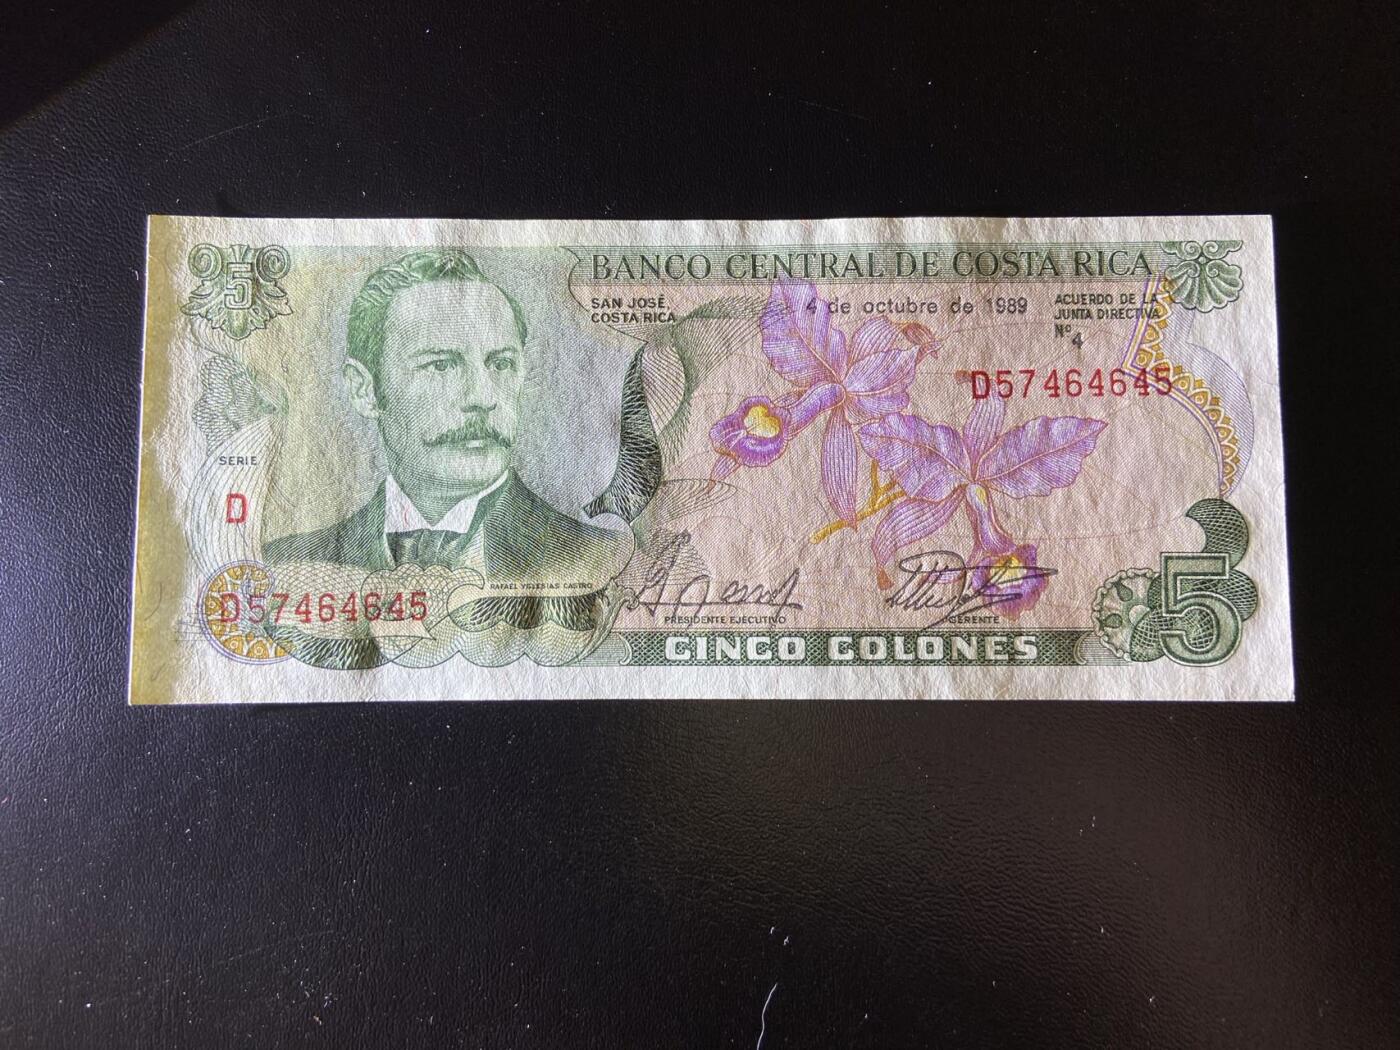 5
BANCO CENTRAL DE COSTA RICA
SAN JOSÉ,
COSTA RICA
4 de octubre de 1989
ACUERDO DE LA
JUNTA DIRECTIVA
Nº
4
D57464645
SERIE
D
RAFAEL YGLESIAS CASTRO
D57464645
PRESIDENTE EJECUTIVO
GERENTE
CINCO COLONES
5